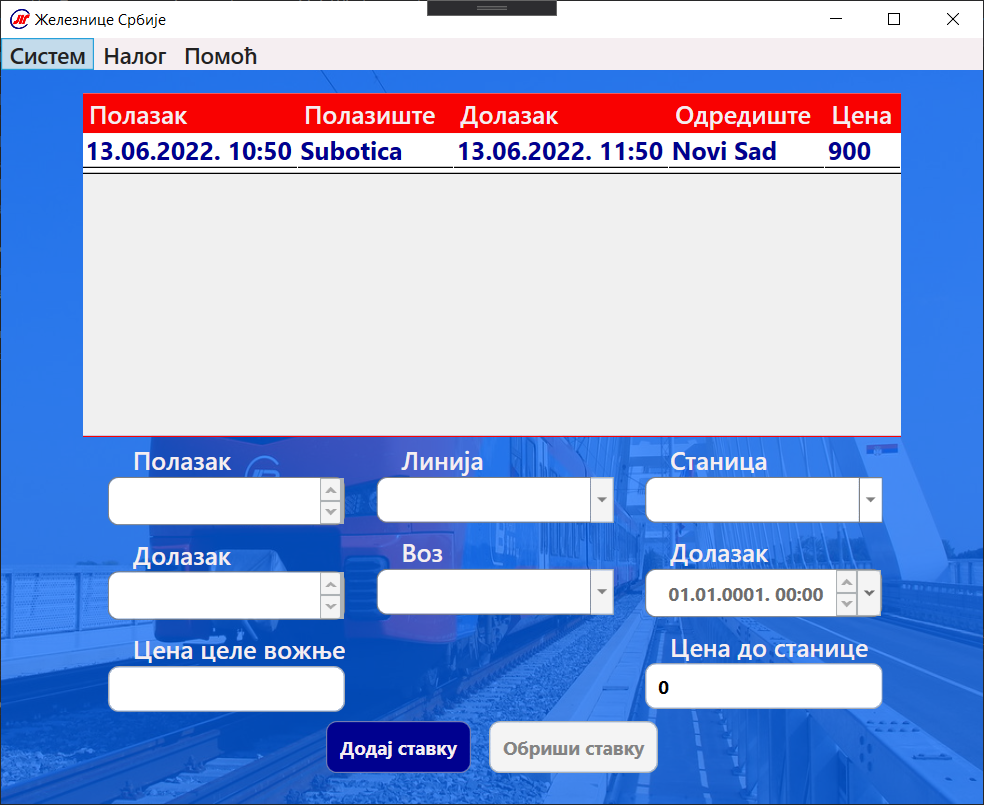 Железнице Србије
Систем Налог Помоћ
Полазак Полазиште Долазак Одредиште Цена
13.06.2022. 10:50 Subotica 13.06.2022. 11:50 Novi Sad 900
Полазак Линија Станица
Долазак Воз Долазак
01.01.0001. 00:00
Цена целе вожње Цена до станице
0
Додај ставку Обриши ставку